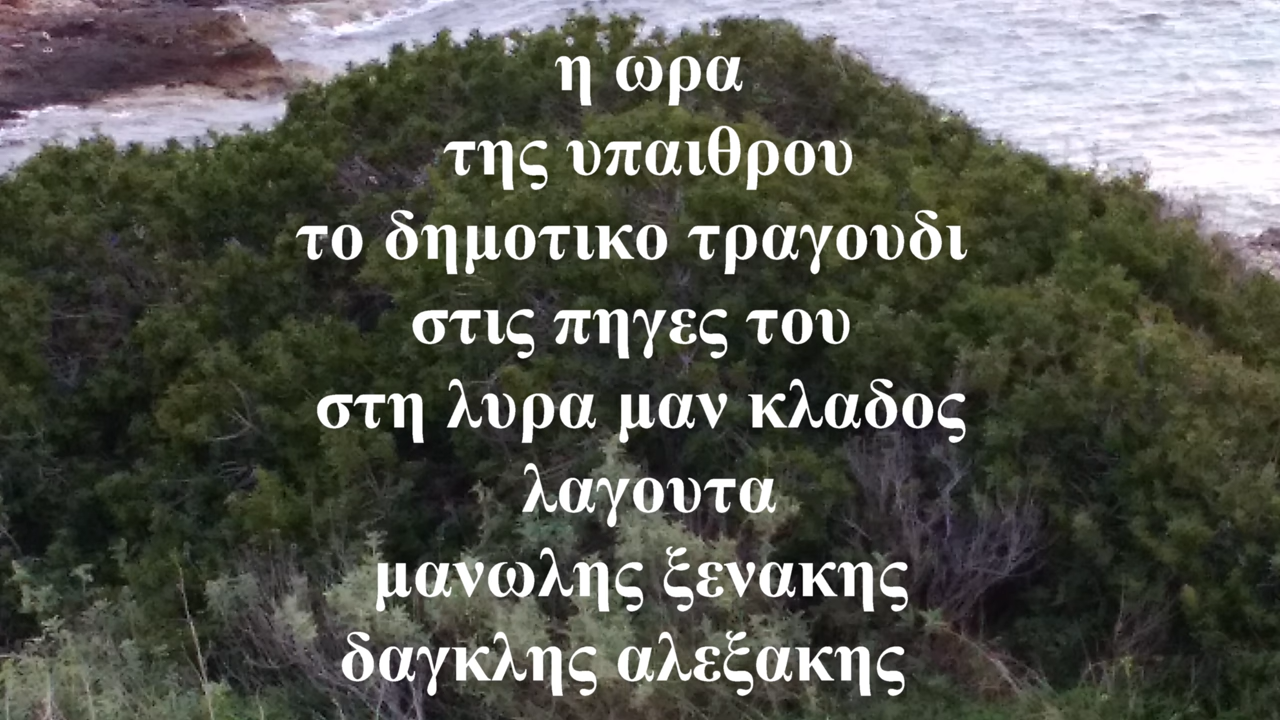 η ωρα
της υπαιθρου
το δημοτικο τραγουδι
στις πηγες του
στη λυρα μαν κλαδος
λαγουτα
μανωλης ξενακης
δαγκλης αλεξακης